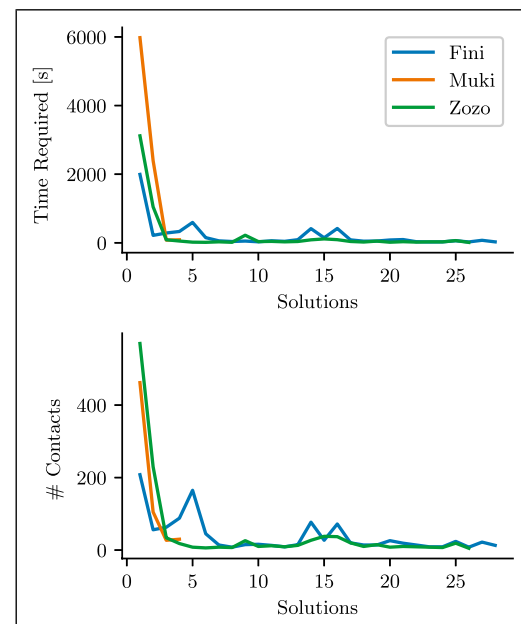 6000
4000
2000
0
Time Required [s]
Fini
Muki
Zozo
0 5 10 15 20 25
Solutions
400
200
0
# Contacts
0 5 10 15 20 25
Solutions